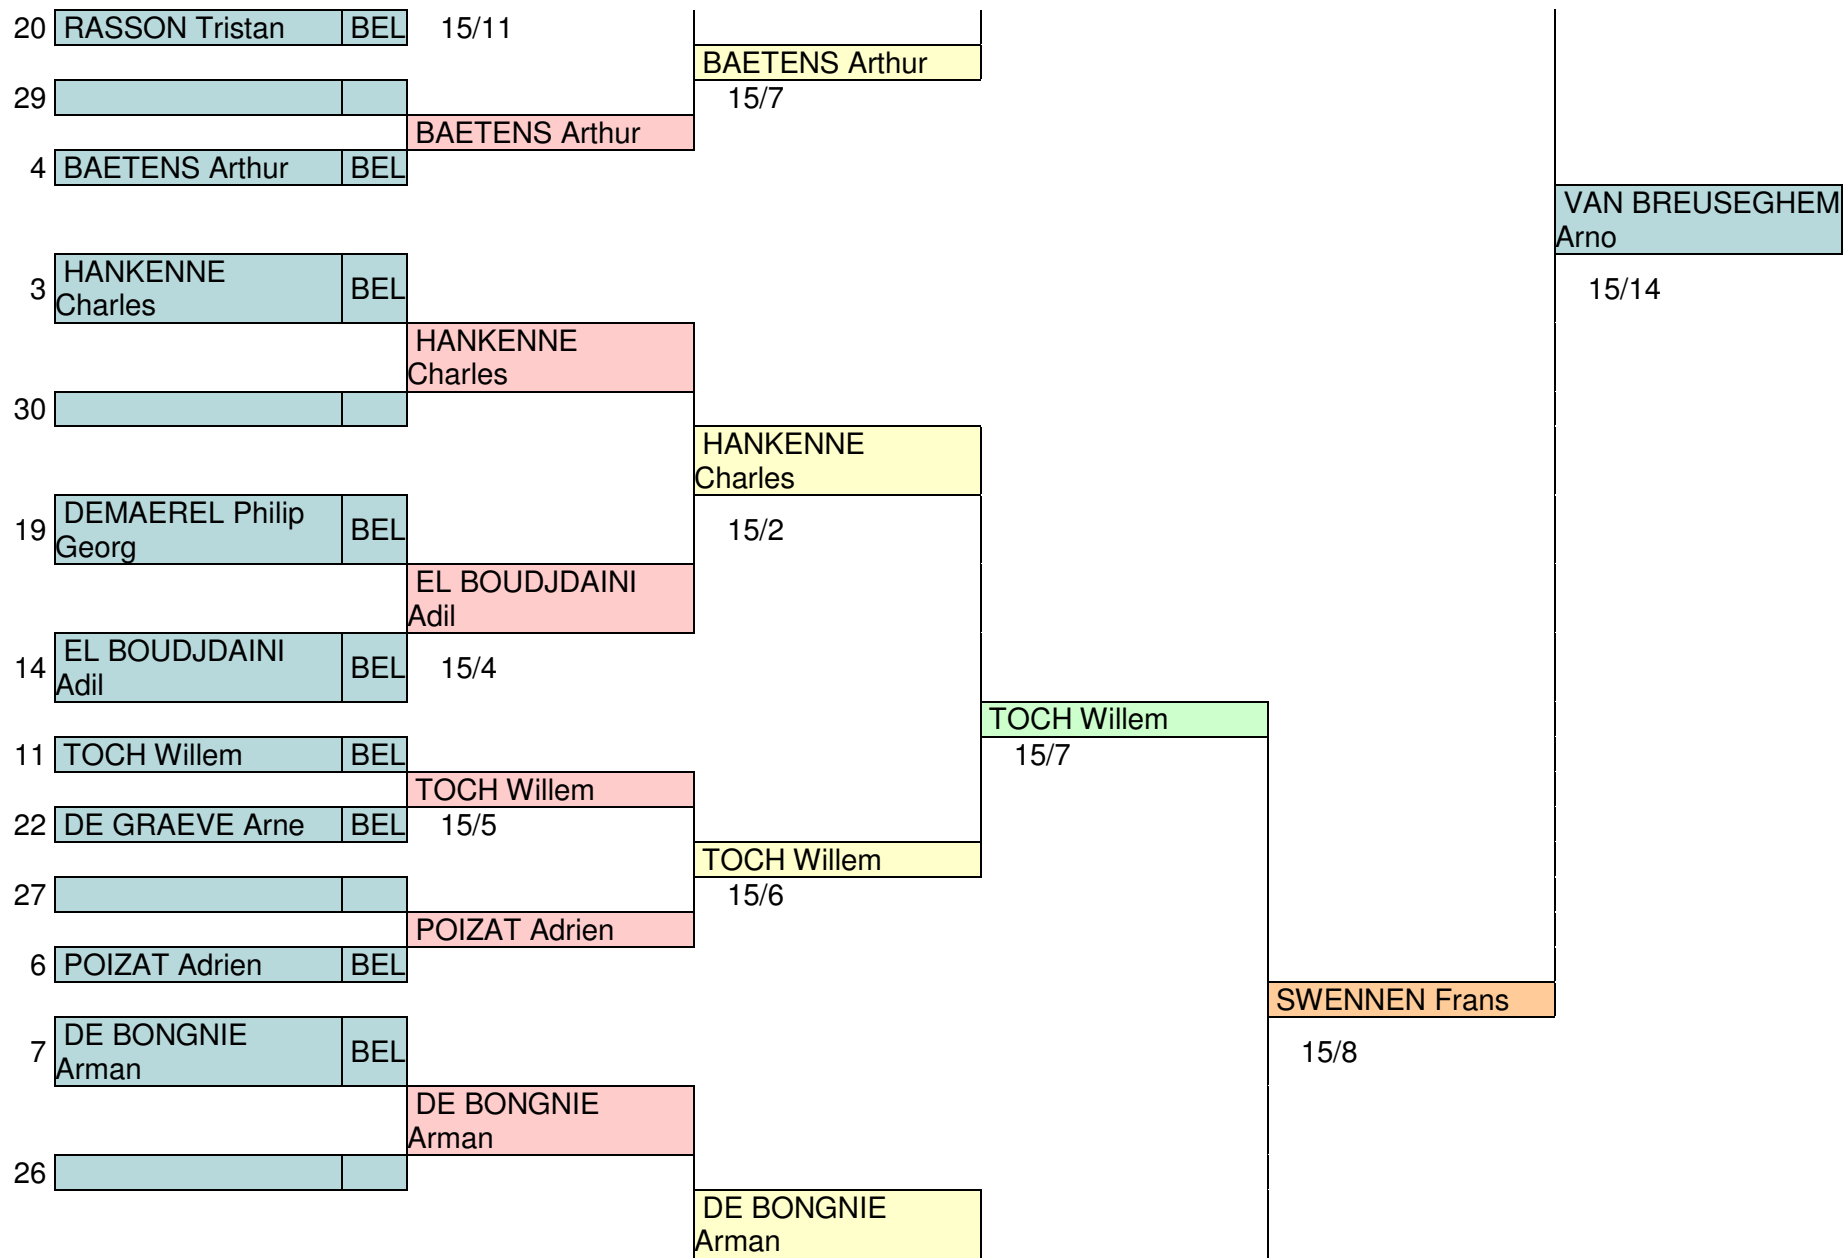 20 RASSON Tristan BEL 15/11
BAETENS Arthur
29 15/7
BAETENS Arthur
4 BAETENS Arthur BEL
VAN BREUSEGHEM
Arno
3 HANKENNE
Charles BEL 15/14
HANKENNE
Charles
30
HANKENNE
Charles
19 DEMAEREL Philip
Georg BEL 15/2
EL BOUDJDAINI
Adil
14 EL BOUDJDAINI
Adil BEL 15/4
TOCH Willem
11 TOCH Willem BEL 15/7
TOCH Willem
22 DE GRAEVE Arne BEL 15/5
TOCH Willem
27 15/6
POIZAT Adrien
6 POIZAT Adrien BEL
SWENNEN Frans
7 DE BONGNIE
Arman BEL 15/8
DE BONGNIE
Arman
26
DE BONGNIE
Arman